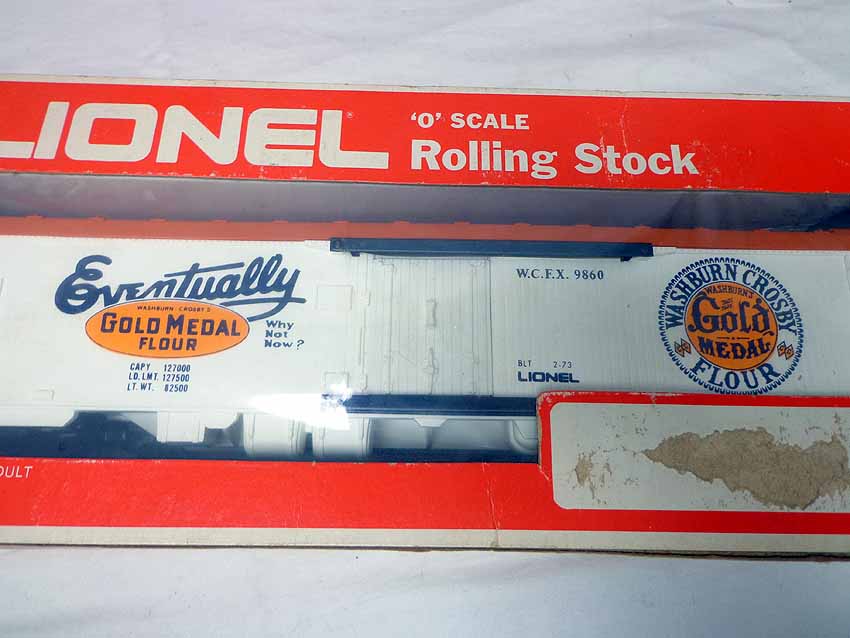 LIONEL
'O' SCALE
Rolling Stock
Eventually
WASHBURN CROSBY'S
GOLD MEDAL
FLOUR
Why
Not
Now?
CAPY 127000
LD. LMT. 127500
LT. WT. 82500
W.C.F.X. 9860
BLT 2-73
LIONEL
WASHBURN CROSBY
WASHBURN'S
Gold
MEDAL
FLOUR
DULT